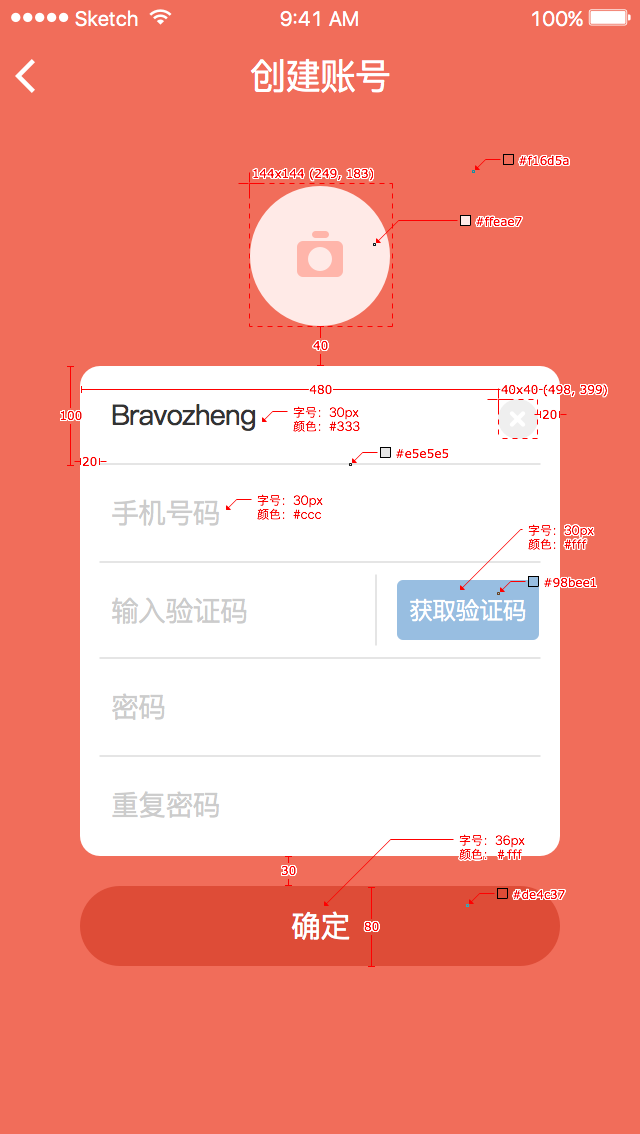 Sketch 9:41 AM 100%
创建账号
#f16d5a
144x144 (249, 183)
#ffeae7
40
480
40x40 (498, 399)
100
Bravozheng
字号：30px
颜色：#333
20
20
#e5e5e5
手机号码
字号：30px
颜色：#ccc
字号：30px
颜色：#fff
#98bee1
输入验证码
获取验证码
密码
重复密码
字号：36px
颜色：#fff
30
#de4c37
确定
80